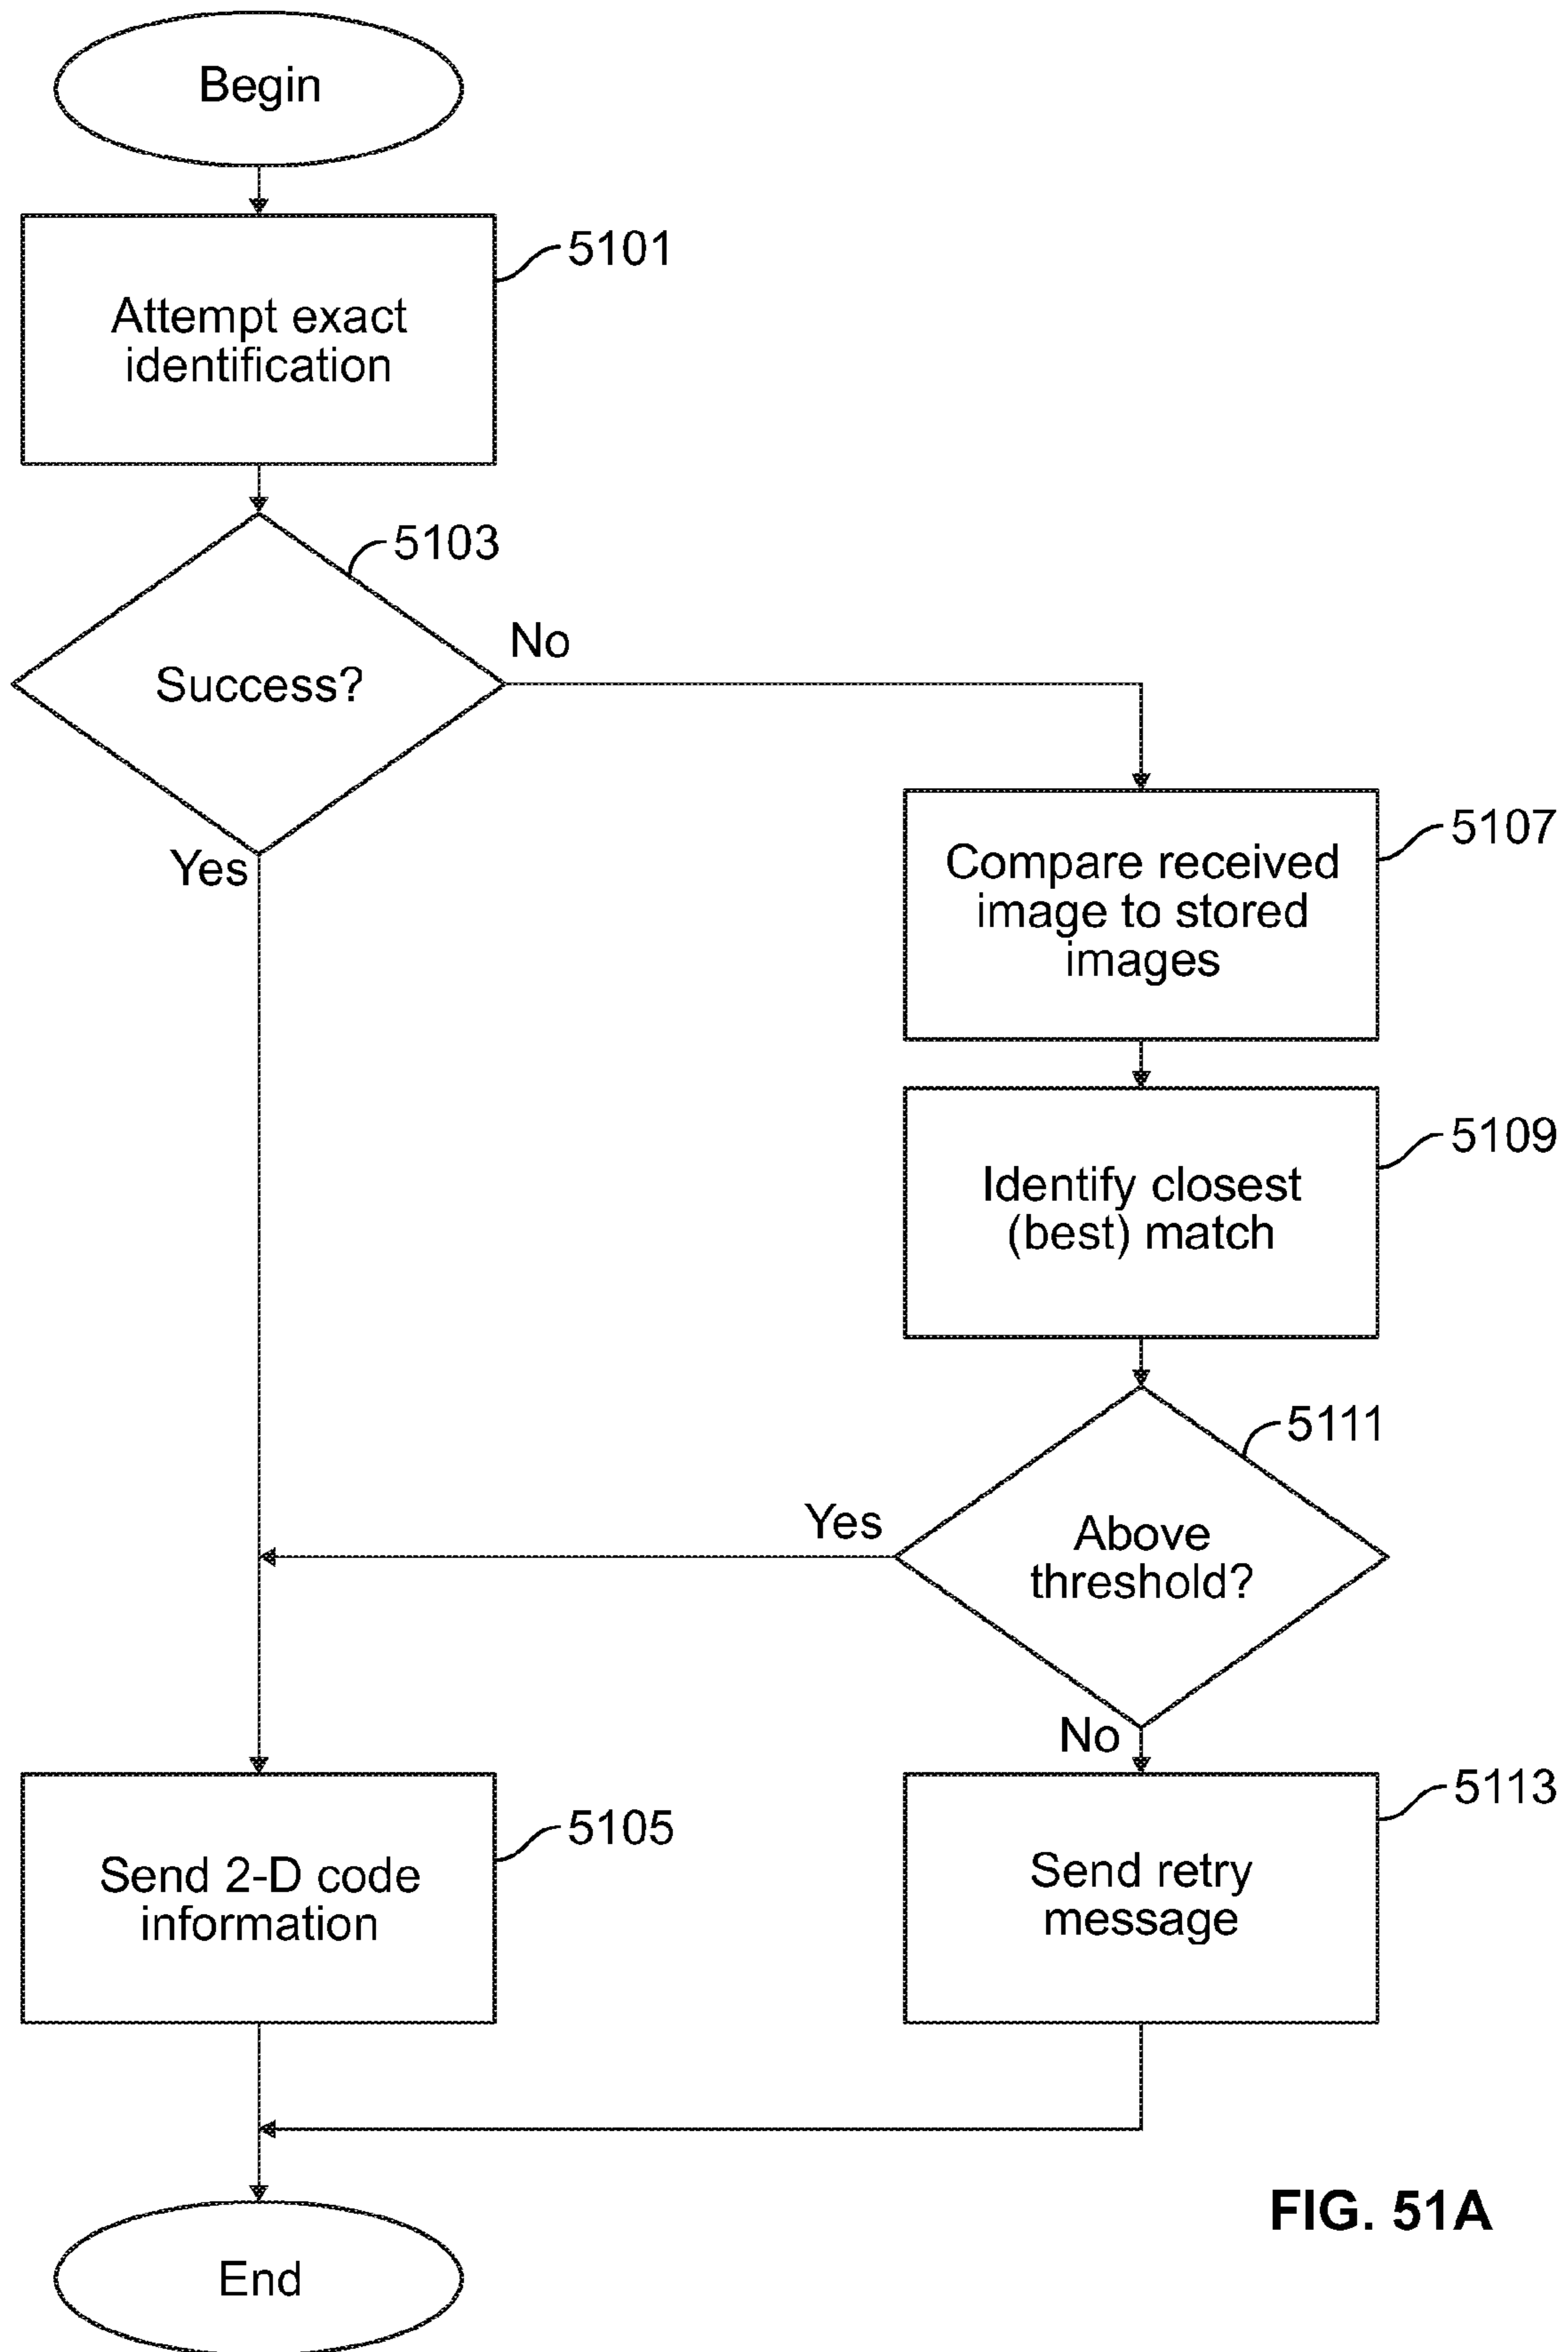 Begin
5101
Attempt exact
identification
5103
No
Success?
Yes
5107
Compare received
image to stored
images
5109
Identify closest
(best) match
5111
Yes
Above
threshold?
No
5113
5105
Send 2-D code
information
Send retry
message
FIG. 51A
End